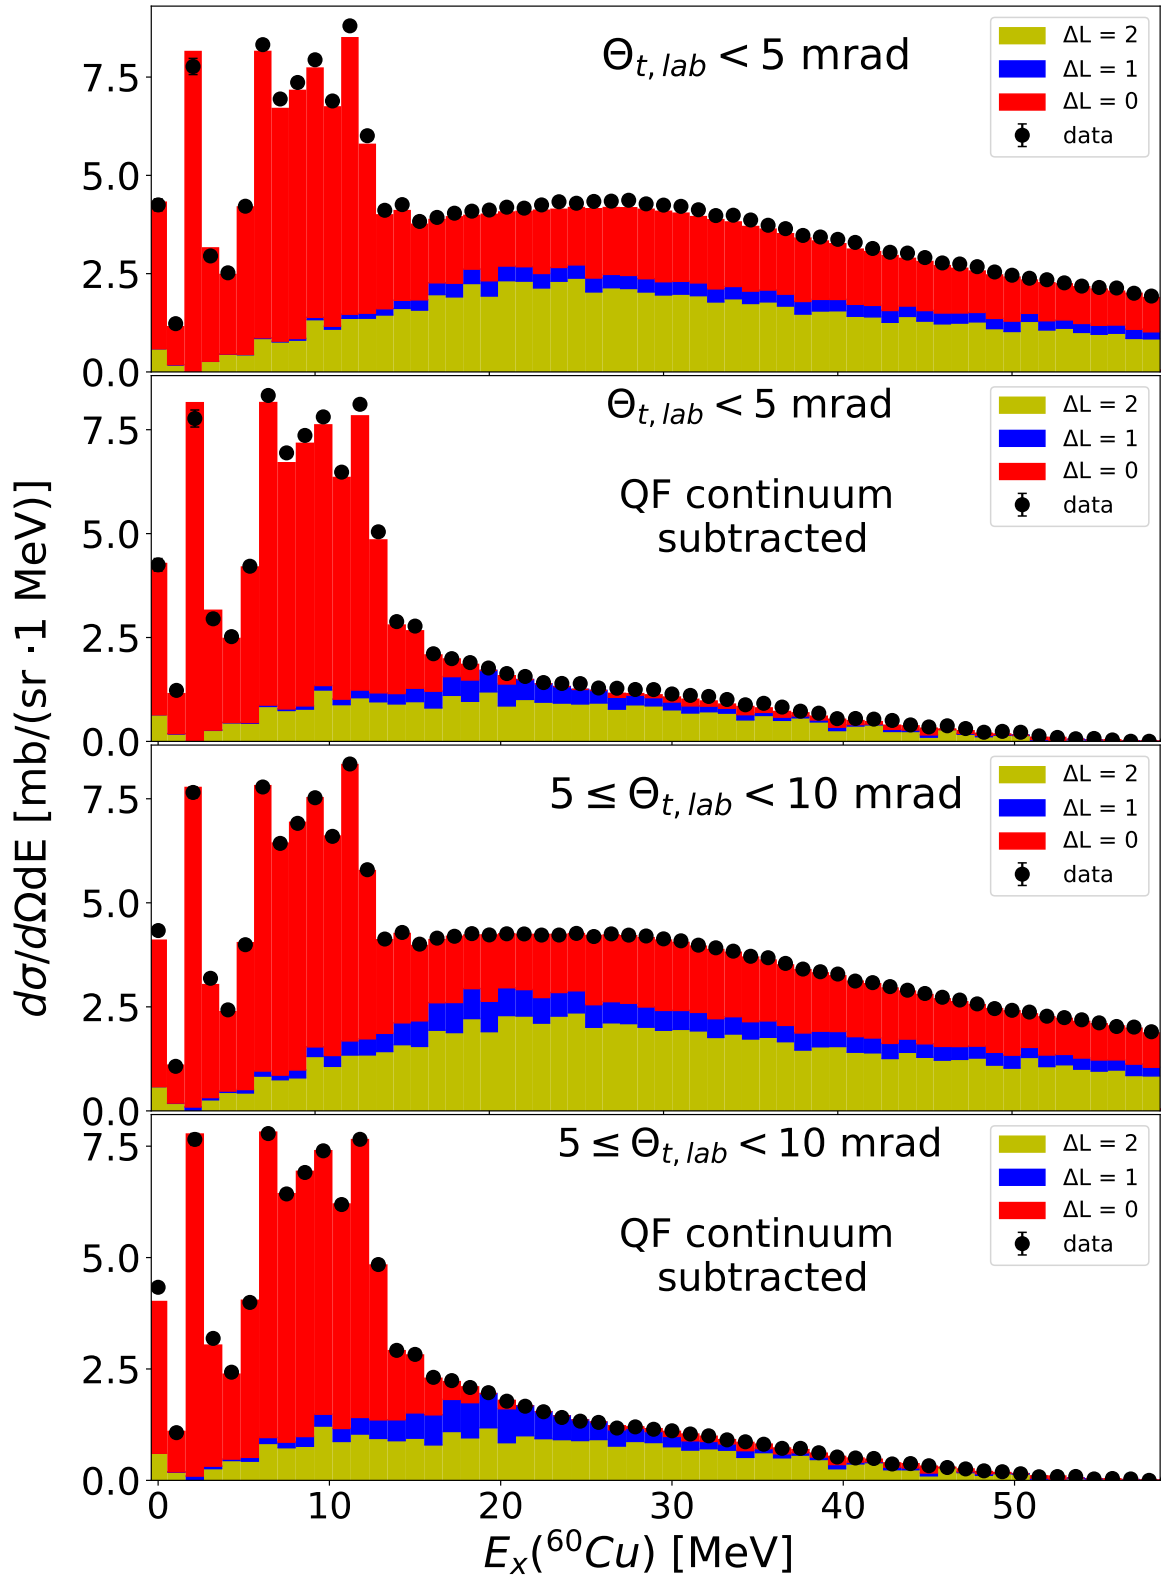 dσ/dΩdE [mb/(sr ·1 MeV)]
Θt, lab < 5 mrad
ΔL = 2
ΔL = 1
ΔL = 0
data
7.5
5.0
2.5
0.0
Θt, lab < 5 mrad
QF continuum
subtracted
ΔL = 2
ΔL = 1
ΔL = 0
data
7.5
5.0
2.5
0.0
5 ≤ Θt, lab < 10 mrad
ΔL = 2
ΔL = 1
ΔL = 0
data
7.5
5.0
2.5
0.0
5 ≤ Θt, lab < 10 mrad
QF continuum
subtracted
ΔL = 2
ΔL = 1
ΔL = 0
data
7.5
5.0
2.5
0.0
0 10 20 30 40 50
Ex(60Cu) [MeV]